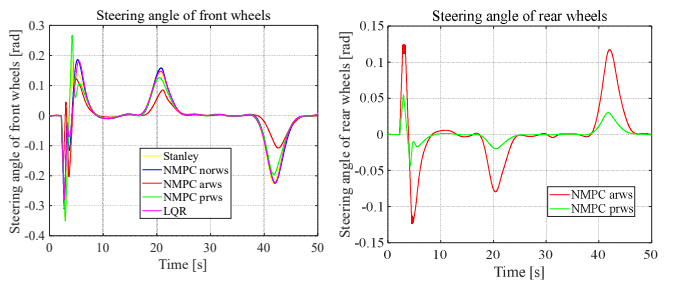 Steering angle of front wheels
Steering angle of front wheels [rad]
0.3
0.2
0.1
0
-0.1
-0.2
-0.3
-0.4
Stanley
NMPC norws
NMPC arws
NMPC prws
LQR
0 10 20 30 40 50
Time [s]
Steering angle of rear wheels
Steering angle of rear wheels [rad]
0.15
0.1
0.05
0
-0.05
-0.1
-0.15
NMPC arws
NMPC prws
0 10 20 30 40 50
Time [s]